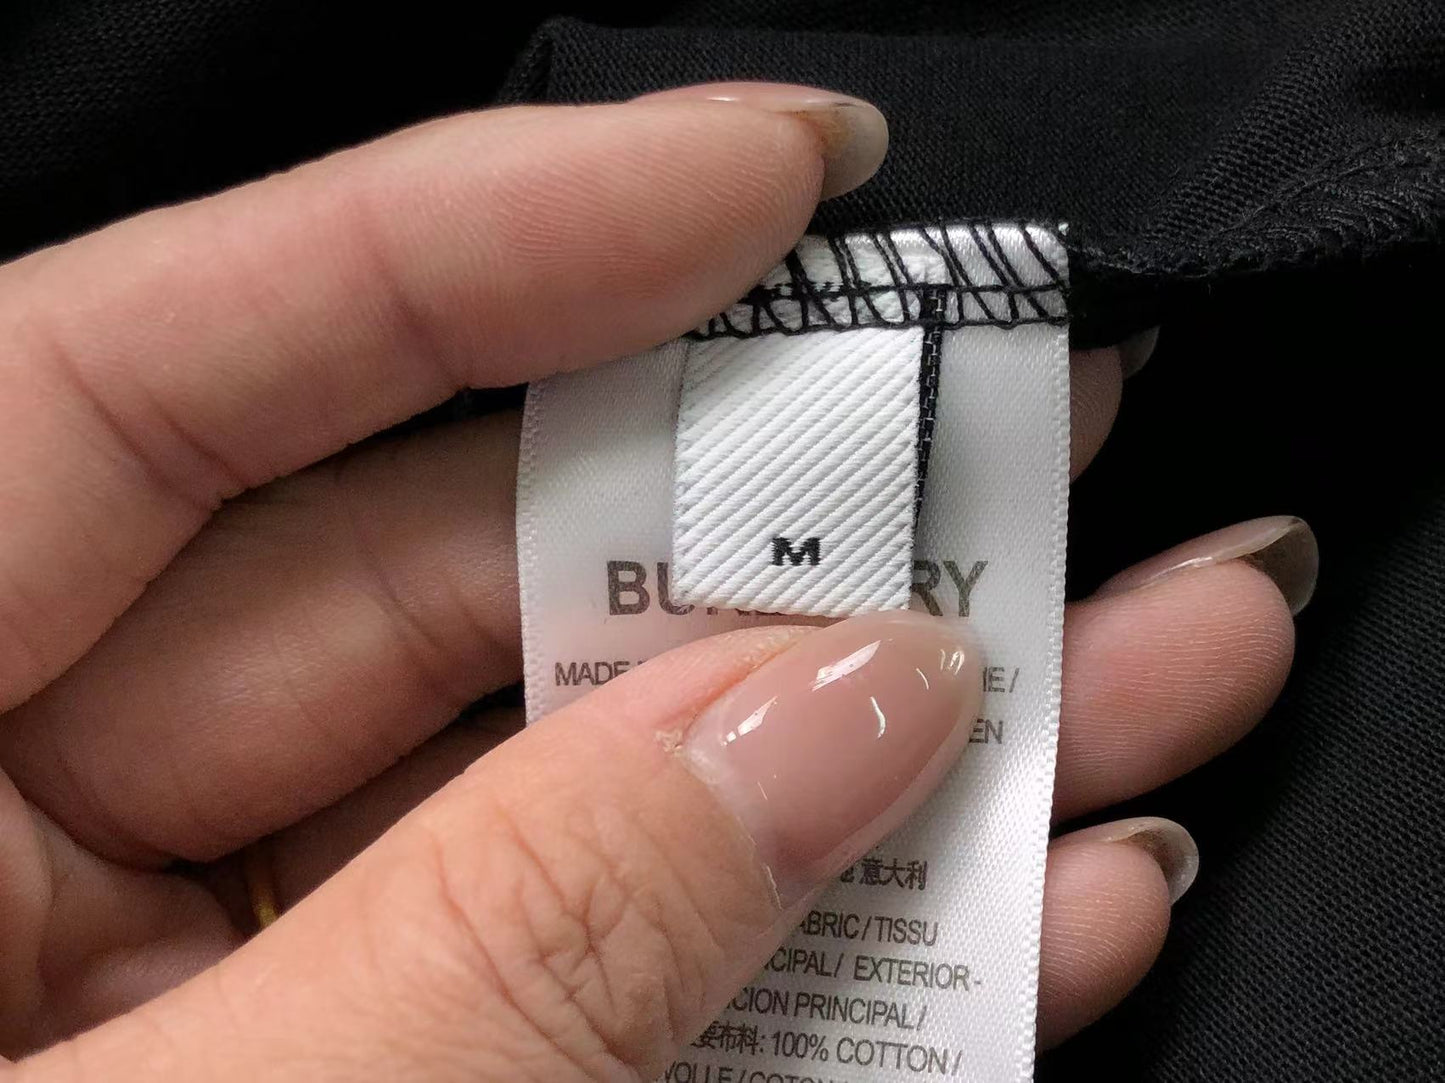 M
BU RY
MADE
IE /
EN
意大利
ABRIC / TISSU
CIPAL / EXTERIOR-
CION PRINCIPAL /
要布料: 100% COTTON /